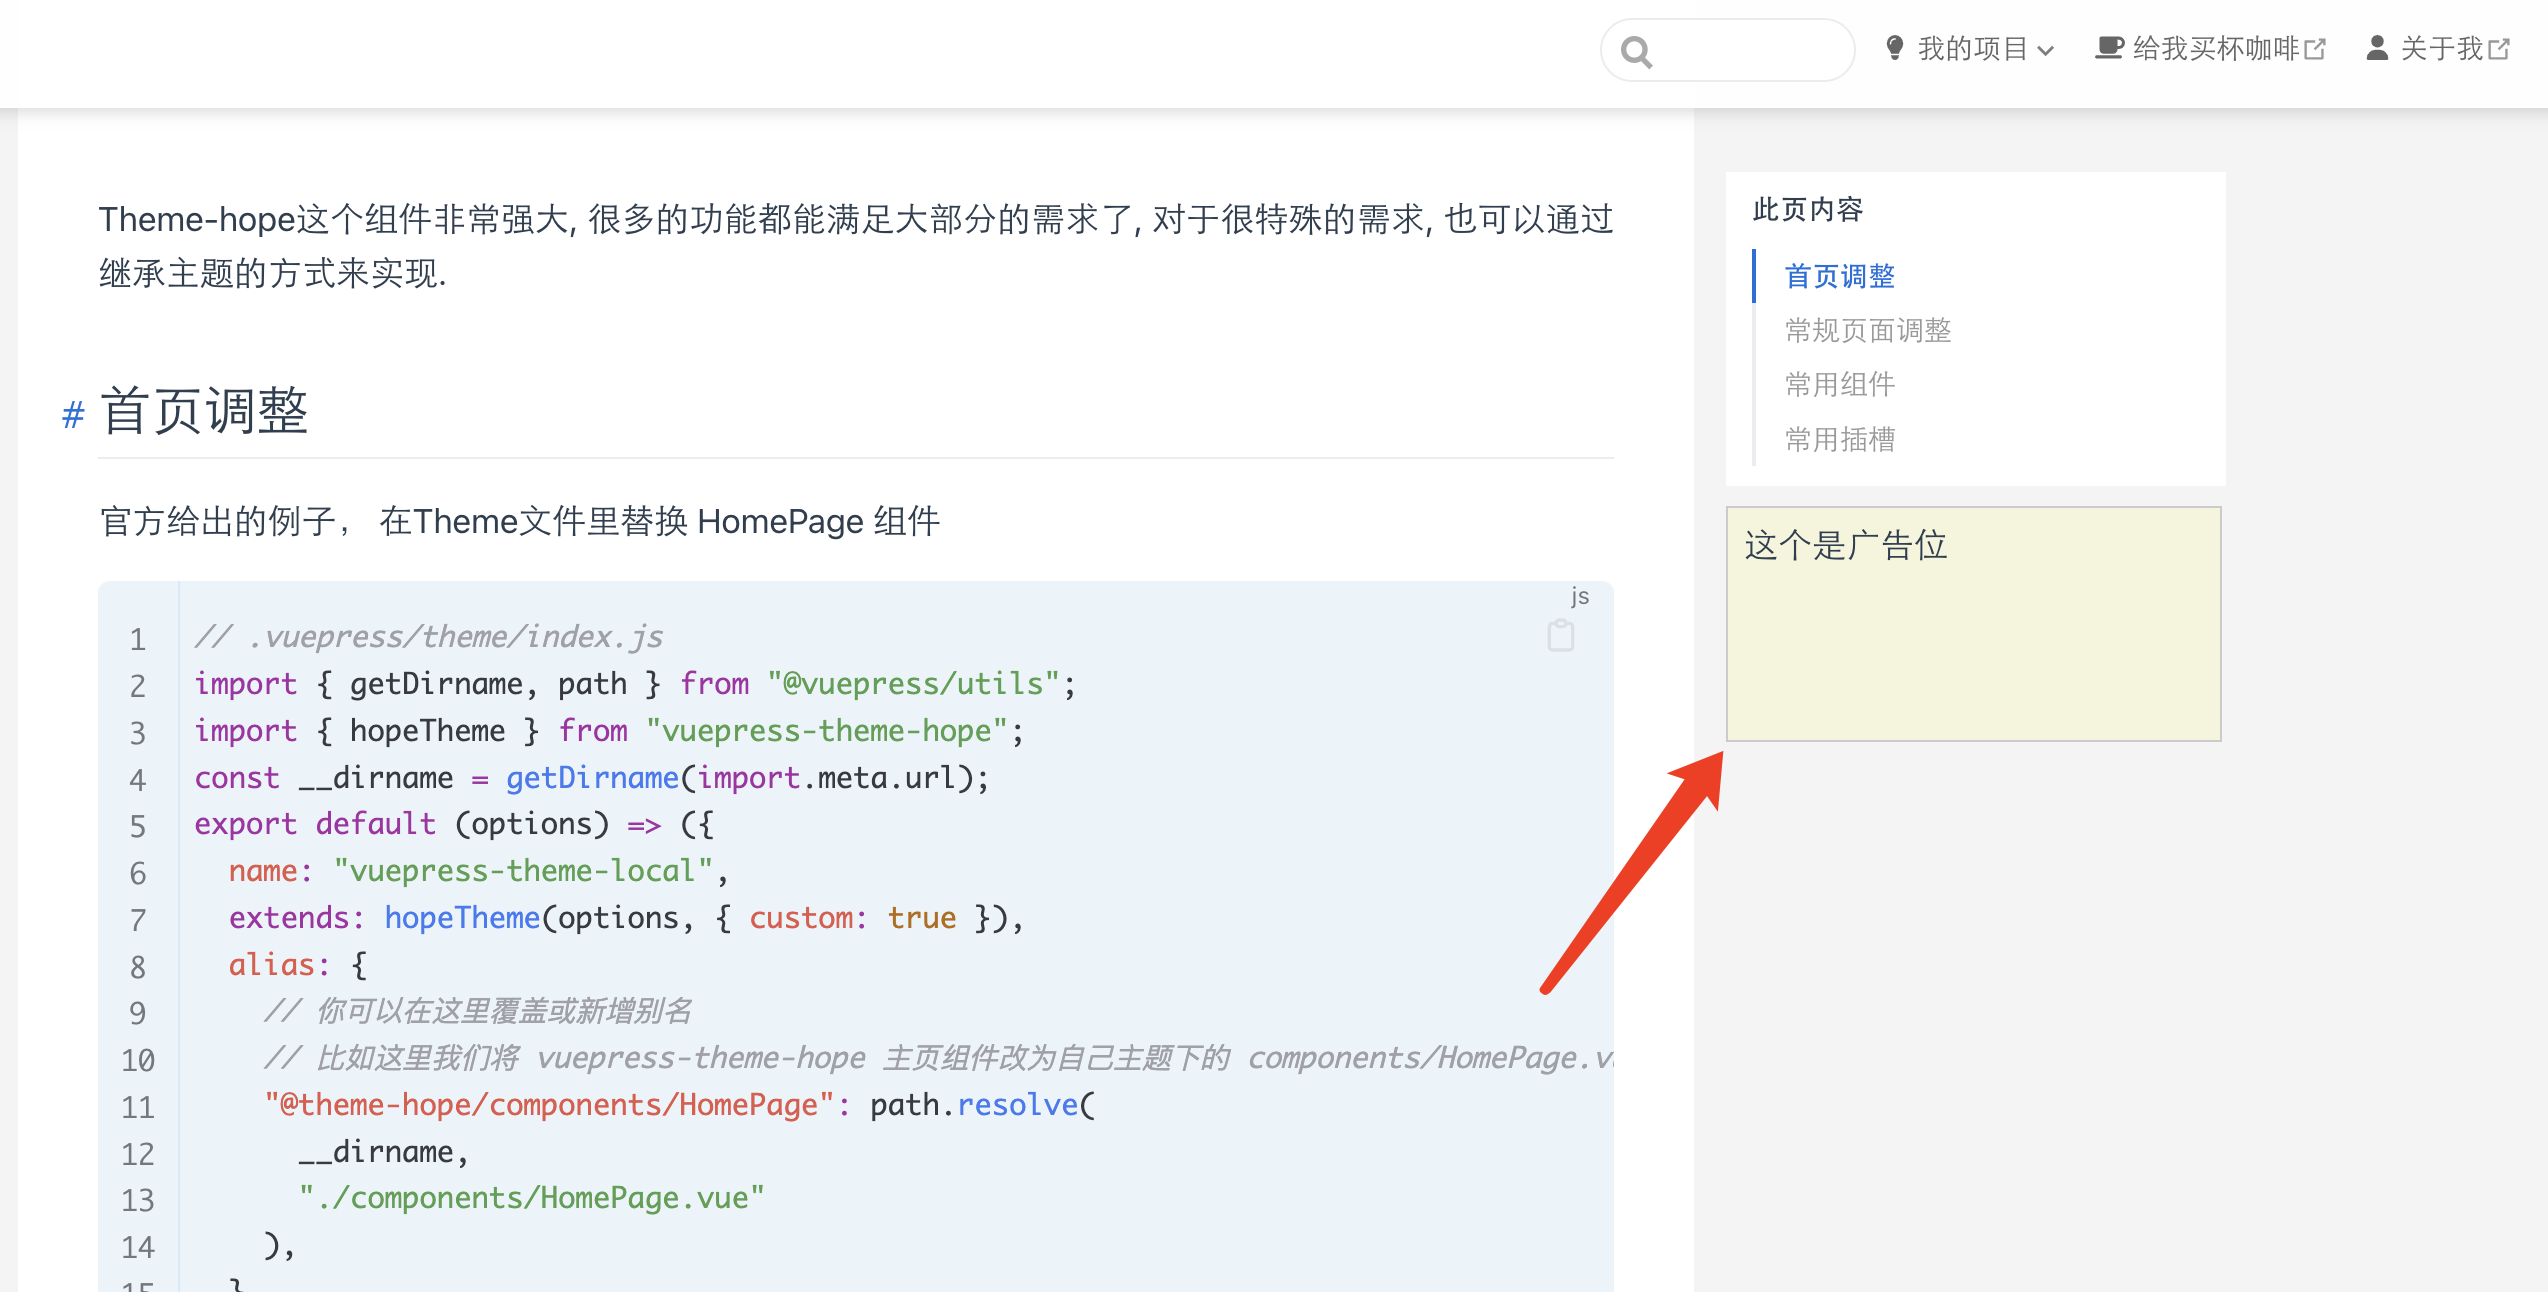 我的项目 给我买杯咖啡 关于我
Theme-hope这个组件非常强大, 很多的功能都能满足大部分的需求了, 对于很特殊的需求, 也可以通过
继承主题的方式来实现.
# 首页调整
官方给出的例子， 在Theme文件里替换 HomePage 组件
js
1 // .vuepress/theme/index.js
2 import { getDirname, path } from "@vuepress/utils";
3 import { hopeTheme } from "vuepress-theme-hope";
4 const __dirname = getDirname(import.meta.url);
5 export default (options) => ({
6   name: "vuepress-theme-local",
7   extends: hopeTheme(options, { custom: true }),
8   alias: {
9     // 你可以在这里覆盖或新增别名
10     // 比如这里我们将 vuepress-theme-hope 主页组件改为自己主题下的 components/HomePage.v
11     "@theme-hope/components/HomePage": path.resolve(
12       __dirname,
13       "./components/HomePage.vue"
14     ),
15   }
此页内容
首页调整
常规页面调整
常用组件
常用插槽
这个是广告位